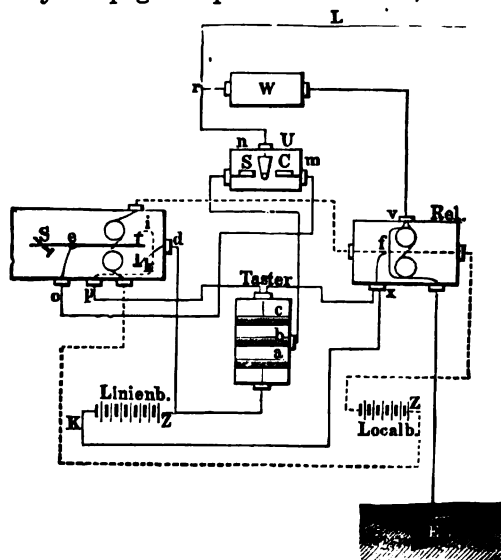 L
r W
n U
S C m
v Rel.
S e i d
f
f
o p x
Taster
c
b
a
Linienb.
K Z
Z
Localb.
E